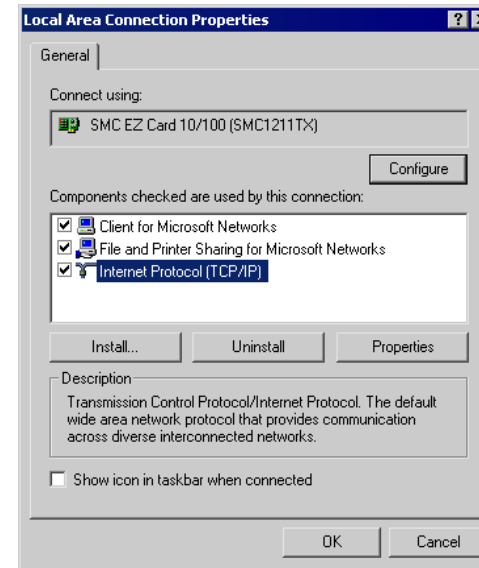 Local Area Connection Properties
General
Connect using:
SMC EZ Card 10/100 (SMC1211TX)
Configure
Components checked are used by this connection:
Client for Microsoft Networks
File and Printer Sharing for Microsoft Networks
Internet Protocol (TCP/IP)
Install... Uninstall Properties
Description
Transmission Control Protocol/Internet Protocol. The default
wide area network protocol that provides communication
across diverse interconnected networks.
Show icon in taskbar when connected
OK Cancel